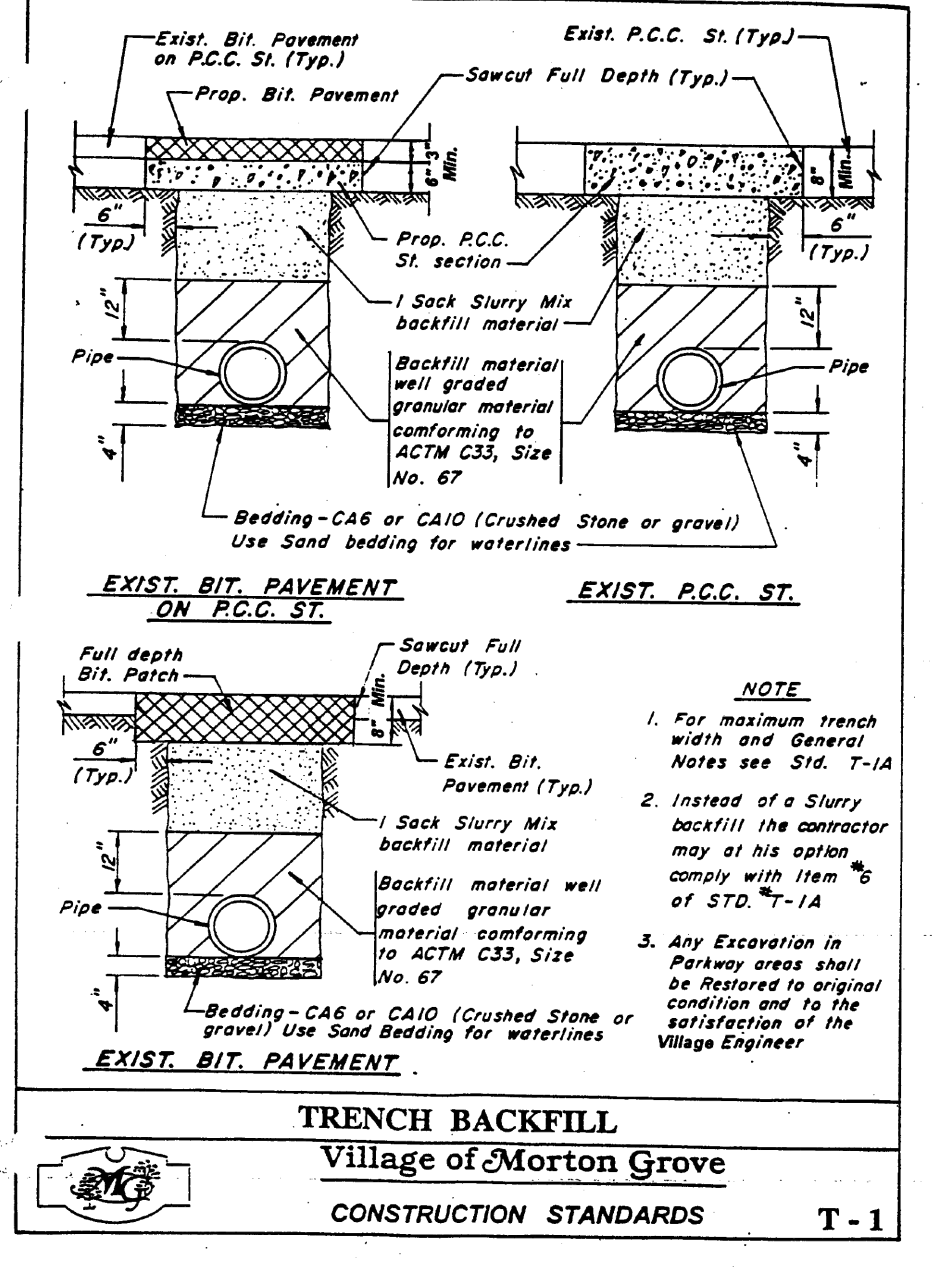 Exist. Bit. Pavement
on P.C.C. St. (Typ.)
Prop. Bit. Pavement
Exist. P.C.C. St. (Typ.)
Sawcut Full Depth (Typ.)
3"
6"
Min.
8"
Min.
6"
(Typ.)
Prop. P.C.C.
St. section
6"
(Typ.)
1 Sack Slurry Mix
backfill material
12"
12"
Pipe
Pipe
Backfill material
well graded
granular material
comforming to
ACTM C33, Size
No. 67
4"
4"
Bedding-CA6 or CA10 (Crushed Stone or gravel)
Use Sand bedding for waterlines
EXIST. BIT. PAVEMENT
ON P.C.C. ST.
EXIST. P.C.C. ST.
Full depth
Bit. Patch
Sawcut Full
Depth (Typ.)
8" Min.
6"
(Typ.)
Exist. Bit.
Pavement (Typ.)
1 Sack Slurry Mix
backfill material
12"
Pipe
Backfill material well
graded granular
material comforming
to ACTM C33, Size
No. 67
4"
Bedding-CA6 or CA10 (Crushed Stone or
gravel) Use Sand Bedding for waterlines
EXIST. BIT. PAVEMENT
NOTE
1. For maximum trench
width and General
Notes see Std. T-1A
2. Instead of a Slurry
backfill the contractor
may at his option
comply with Item #6
of STD. #T-1A
3. Any Excavation in
Parkway areas shall
be Restored to original
condition and to the
satisfaction of the
Village Engineer
TRENCH BACKFILL
MG
Village of Morton Grove
CONSTRUCTION STANDARDS
T - 1